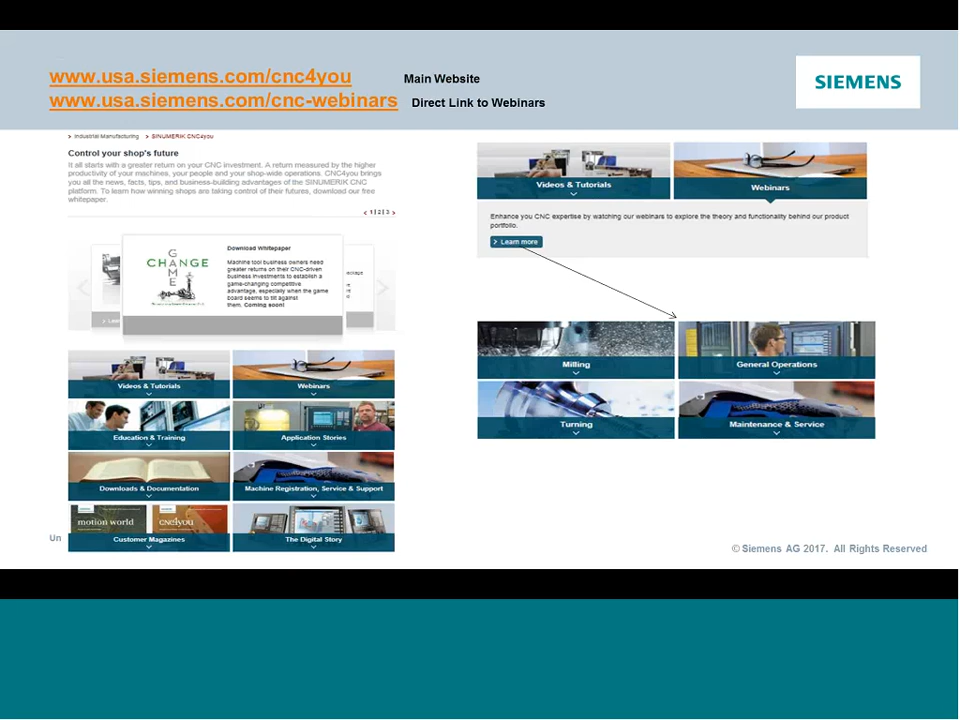 www.usa.siemens.com/cnc4you Main Website
www.usa.siemens.com/cnc-webinars Direct Link to Webinars
SIEMENS
> Industrial Manufacturing > SINUMERIK CNC4you
Control your shop's future
It all starts with a greater return on your CNC investment. A return measured by the higher
productivity of your machines, your people and your shop-wide operations. CNC4you brings
you all the news, facts, tips, and business-building advantages of the SINUMERIK CNC
platform. To learn how winning shops are taking control of their futures, download our free
whitepaper.
< 1 | 2 | 3 >
GAME
CHANGE
Download Whitepaper
Machine tool business owners need
greater returns on their CNC-driven
business investments to establish a
game-changing competitive
advantage, especially when the game
board seems to tilt against
them. Coming soon!
Videos & Tutorials
Webinars
Education & Training
Application Stories
Downloads & Documentation
Machine Registration, Service & Support
motion world
cnc4you
Customer Magazines
The Digital Story
Un
Videos & Tutorials
Webinars
Enhance you CNC expertise by watching our webinars to explore the theory and functionality behind our product
portfolio.
> Learn more
Milling
General Operations
Turning
Maintenance & Service
© Siemens AG 2017. All Rights Reserved